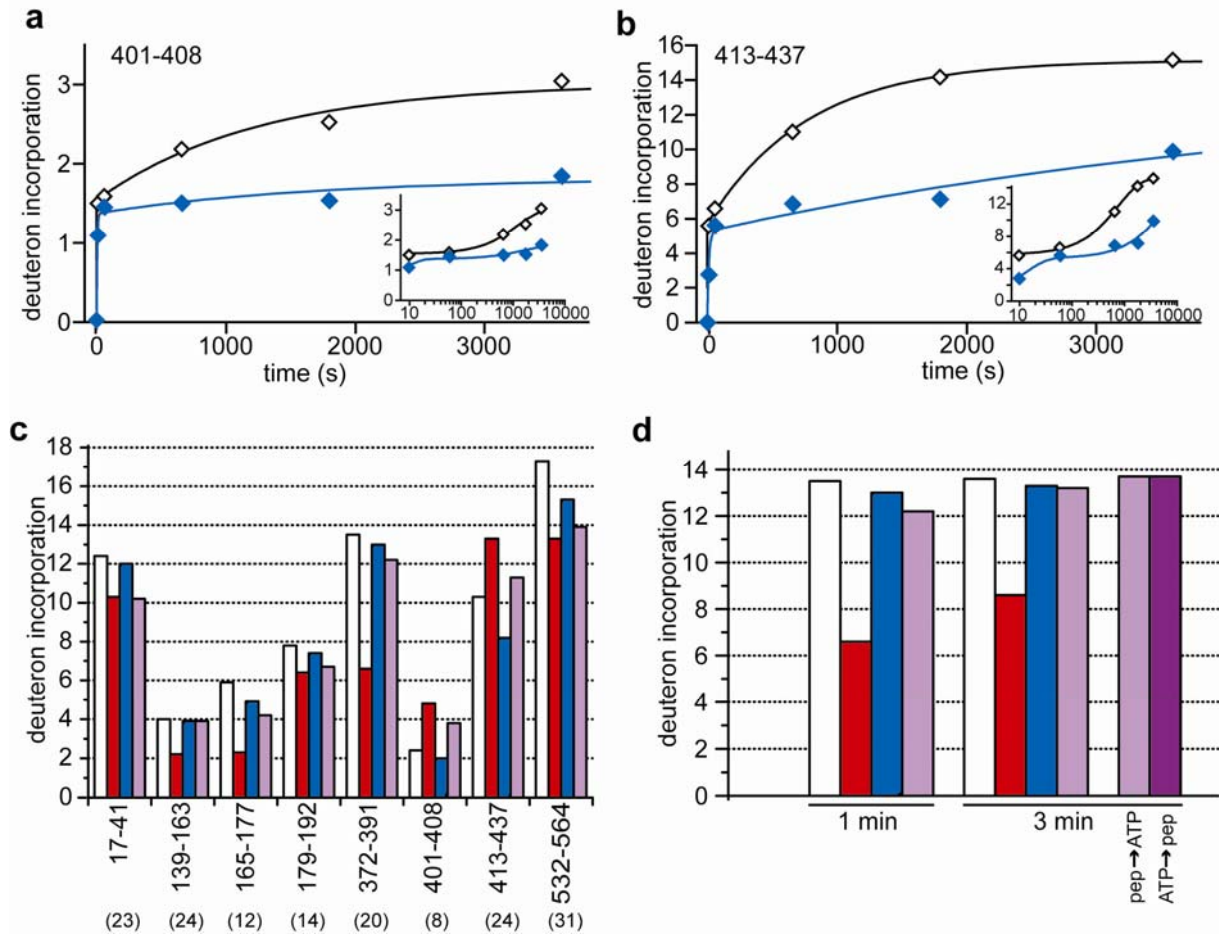 a
401-408
deuteron incorporation
3
2
1
0
0 1000 2000 3000
time (s)
3
2
1
0
10 100 1000 10000
b
413-437
deuteron incorporation
16
14
12
10
8
6
4
2
0
0 1000 2000 3000
time (s)
12
8
4
0
10 100 1000
c
deuteron incorporation
18
16
14
12
10
8
6
4
2
0
17-41
139-163
165-177
179-192
372-391
401-408
413-437
532-564
(23) (24) (12) (14) (20) (8) (24) (31)
d
deuteron incorporation
14
12
10
8
6
4
2
0
1 min 3 min
pep→ATP
ATP→pep